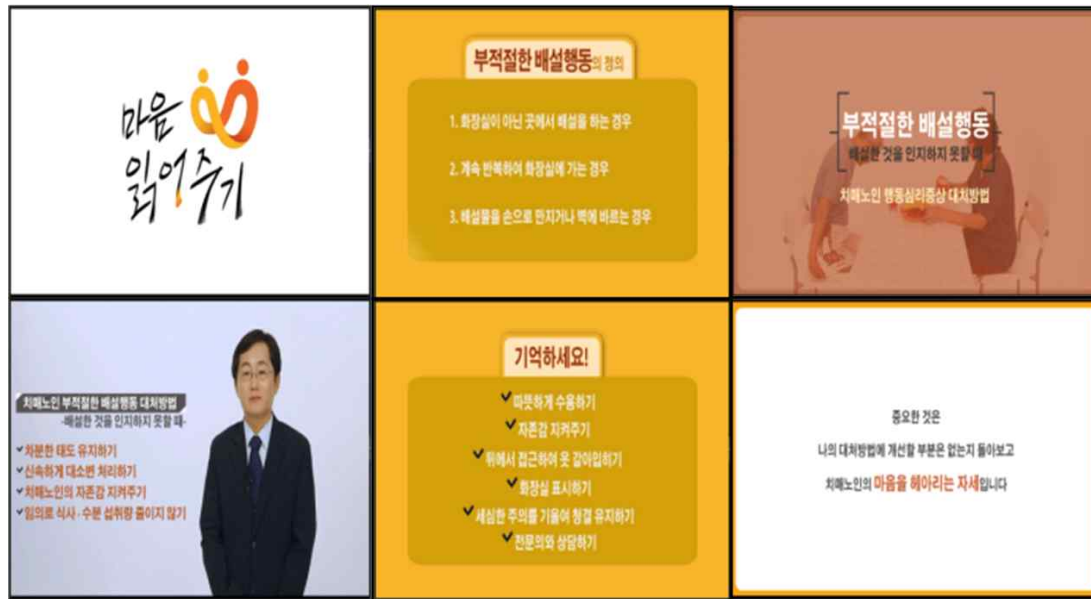 마음
읽어주기
부적절한 배설행동의 정의
1. 화장실이 아닌 곳에서 배설을 하는 경우
2. 계속 반복하여 화장실에 가는 경우
3. 배설물을 손으로 만지거나 벽에 바르는 경우
부적절한 배설행동
배설한 것을 인지하지 못할 때
치매노인 행동심리증상 대처방법
치매노인 부적절한 배설행동 대처방법
-배설한 것을 인지하지 못할 때-
✓차분한 태도 유지하기
✓신속하게 대소변 처리하기
✓치매노인의 자존감 지켜주기
✓임의로 식사·수분 섭취량 줄이지 않기
기억하세요!
✓따뜻하게 수용하기
✓자존감 지켜주기
✓뒤에서 접근하여 옷 갈아입히기
✓화장실 표시하기
✓세심한 주의를 기울여 청결 유지하기
✓전문의와 상담하기
중요한 것은
나의 대처방법에 개선할 부분은 없는지 돌아보고
치매노인의 마음을 헤아리는 자세입니다